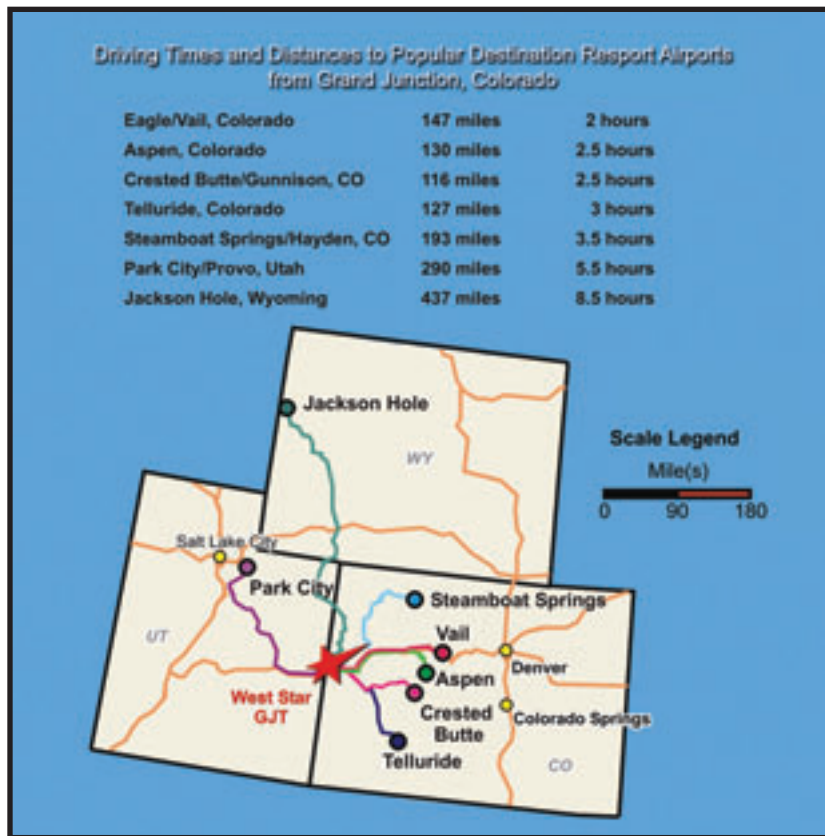 Driving Times and Distances to Popular Destination Resport Airports
from Grand Junction, Colorado
Eagle/Vail, Colorado 147 miles 2 hours
Aspen, Colorado 130 miles 2.5 hours
Crested Butte/Gunnison, CO 116 miles 2.5 hours
Telluride, Colorado 127 miles 3 hours
Steamboat Springs/Hayden, CO 193 miles 3.5 hours
Park City/Provo, Utah 290 miles 5.5 hours
Jackson Hole, Wyoming 437 miles 8.5 hours
Jackson Hole
WY
Scale Legend
Mile(s)
0 90 180
Salt Lake City
Park City
Steamboat Springs
UT
Vail
Denver
Aspen
West Star
GJT
Crested
Butte
Colorado Springs
Telluride
CO